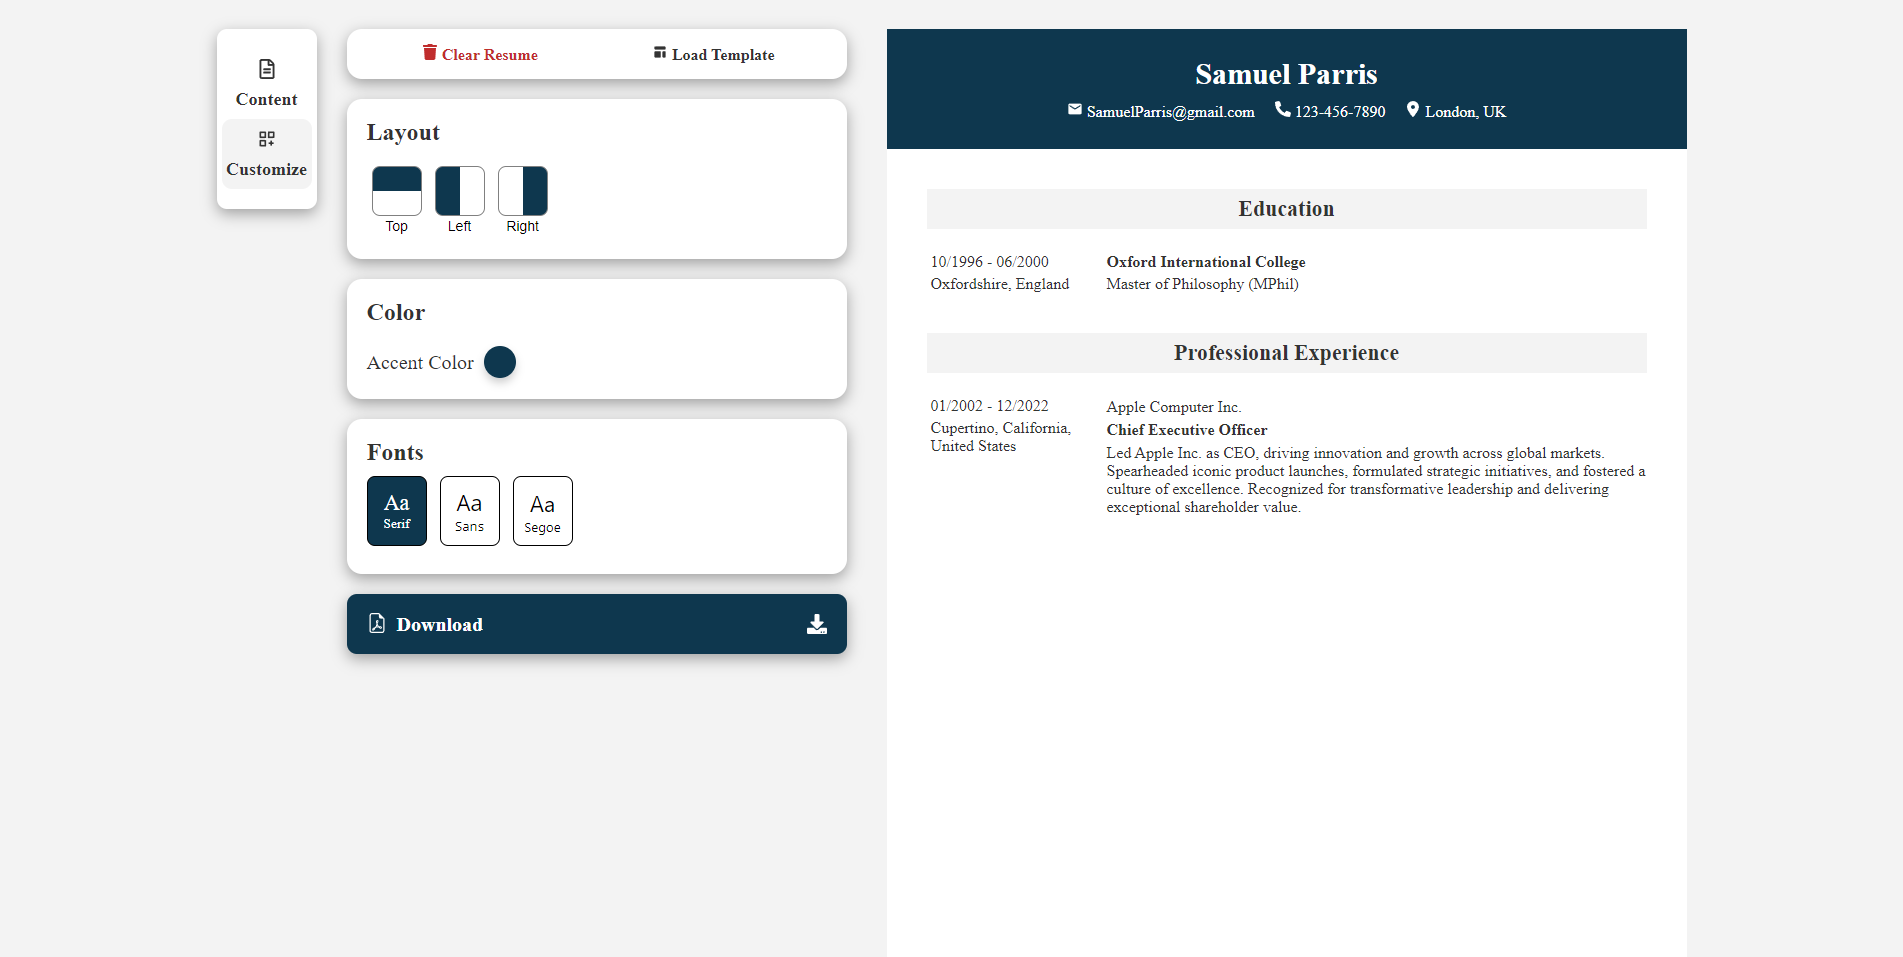 Content
Customize
Clear Resume
Load Template
Layout
Top
Left
Right
Color
Accent Color
Fonts
Aa
Serif
Aa
Sans
Aa
Segoe
Download
Samuel Parris
SamuelParris@gmail.com 123-456-7890 London, UK
Education
10/1996 - 06/2000
Oxfordshire, England
Oxford International College
Master of Philosophy (MPhil)
Professional Experience
01/2002 - 12/2022
Cupertino, California,
United States
Apple Computer Inc.
Chief Executive Officer
Led Apple Inc. as CEO, driving innovation and growth across global markets.
Spearheaded iconic product launches, formulated strategic initiatives, and fostered a
culture of excellence. Recognized for transformative leadership and delivering
exceptional shareholder value.